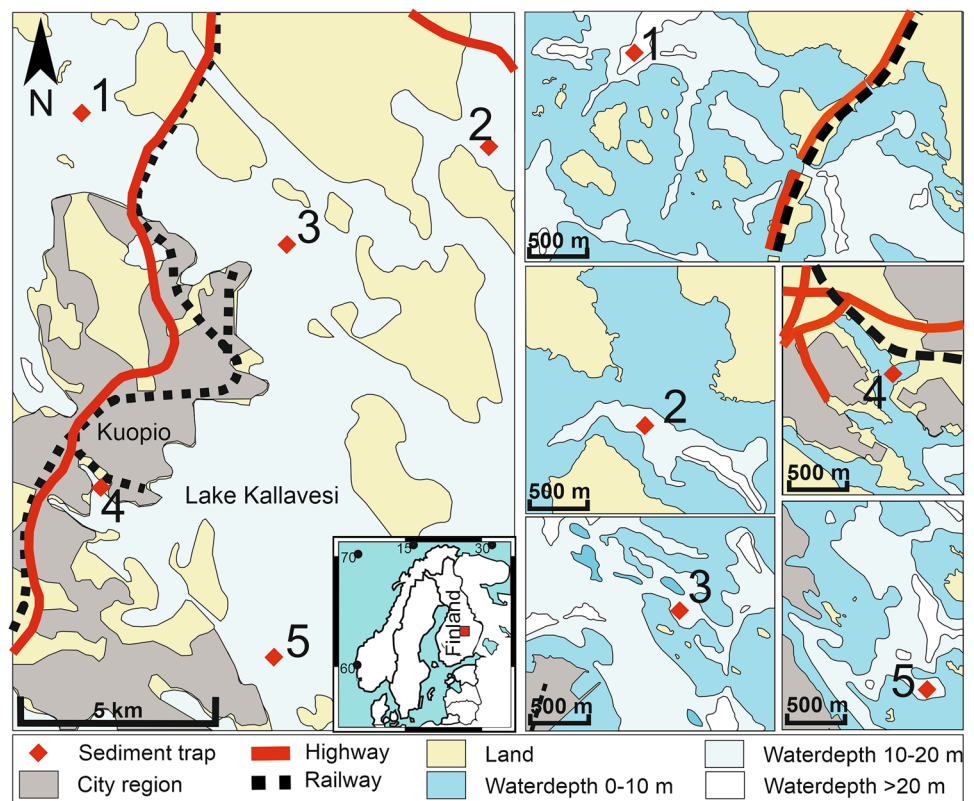 N
1
2
3
Kuopio
4
Lake Kallavesi
5
5 km
70
15
30
60
Finland
1
500 m
2
500 m
4
500 m
3
500 m
5
500 m
Sediment trap
Highway
Land
Waterdepth 10-20 m
City region
Railway
Waterdepth 0-10 m
Waterdepth >20 m